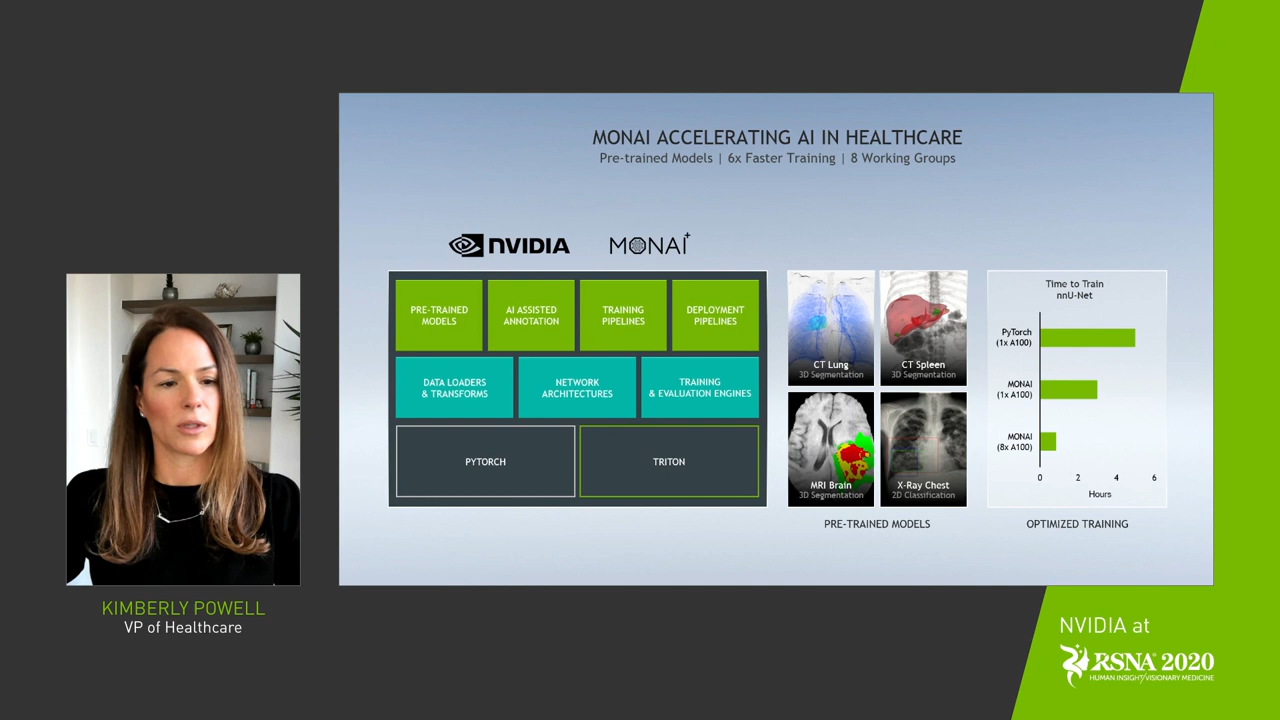 MONAI ACCELERATING AI IN HEALTHCARE
Pre-trained Models | 6x Faster Training | 8 Working Groups
NVIDIA
MONAI
PRE-TRAINED
MODELS
AI ASSISTED
ANNOTATION
TRAINING
PIPELINES
DEPLOYMENT
PIPELINES
DATA LOADERS
& TRANSFORMS
NETWORK
ARCHITECTURES
TRAINING
& EVALUATION ENGINES
PYTORCH
TRITON
CT Lung
3D Segmentation
CT Spleen
3D Segmentation
MRI Brain
3D Segmentation
X-Ray Chest
2D Classification
PRE-TRAINED MODELS
Time to Train
nnU-Net
PyTorch
(1x A100)
MONAI
(1x A100)
MONAI
(8x A100)
0 2 4 6
Hours
OPTIMIZED TRAINING
KIMBERLY POWELL
VP of Healthcare
NVIDIA at
RSNA® 2020
HUMAN INSIGHT/VISIONARY MEDICINE